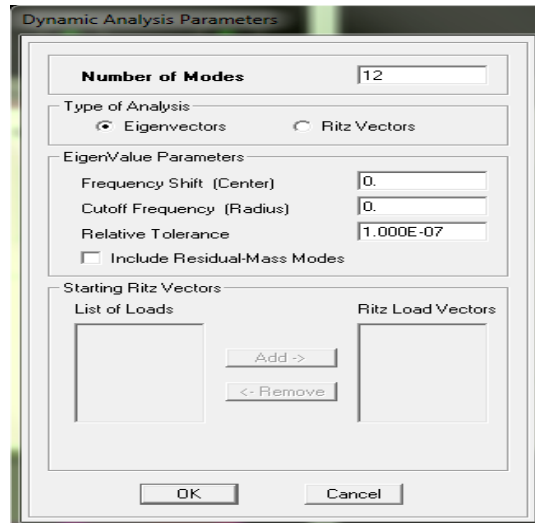 Dynamic Analysis Parameters
Number of Modes 12
Type of Analysis
Eigenvectors Ritz Vectors
EigenValue Parameters
Frequency Shift (Center) 0.
Cutoff Frequency (Radius) 0.
Relative Tolerance 1.000E-07
Include Residual-Mass Modes
Starting Ritz Vectors
List of Loads Ritz Load Vectors
Add ->
<- Remove
OK Cancel